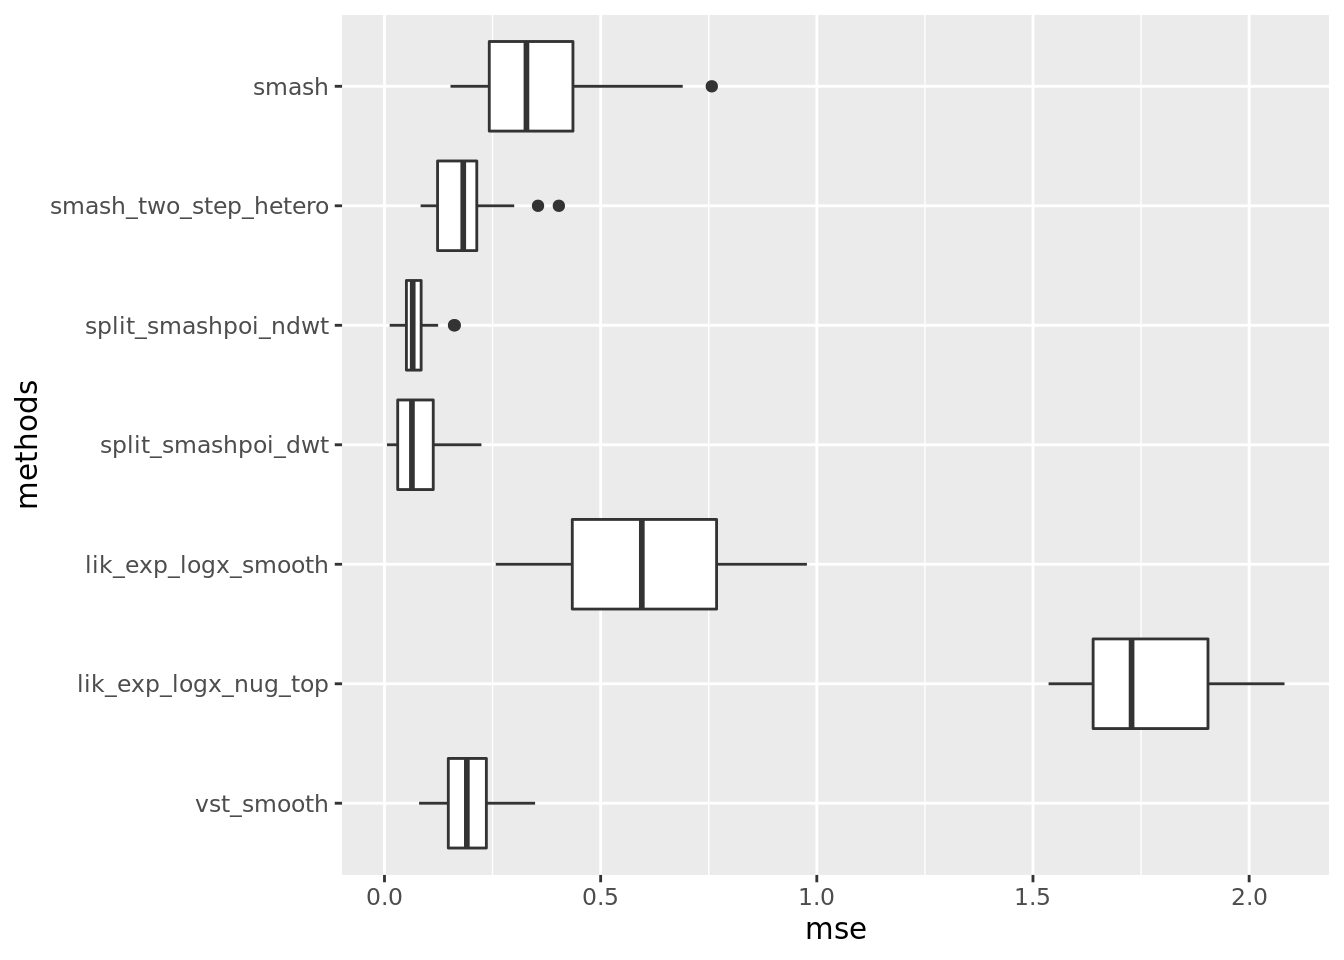 methods
smash
smash_two_step_hetero
split_smashpoi_ndwt
split_smashpoi_dwt
lik_exp_logx_smooth
lik_exp_logx_nug_top
vst_smooth
0.0 0.5 1.0 1.5 2.0
mse